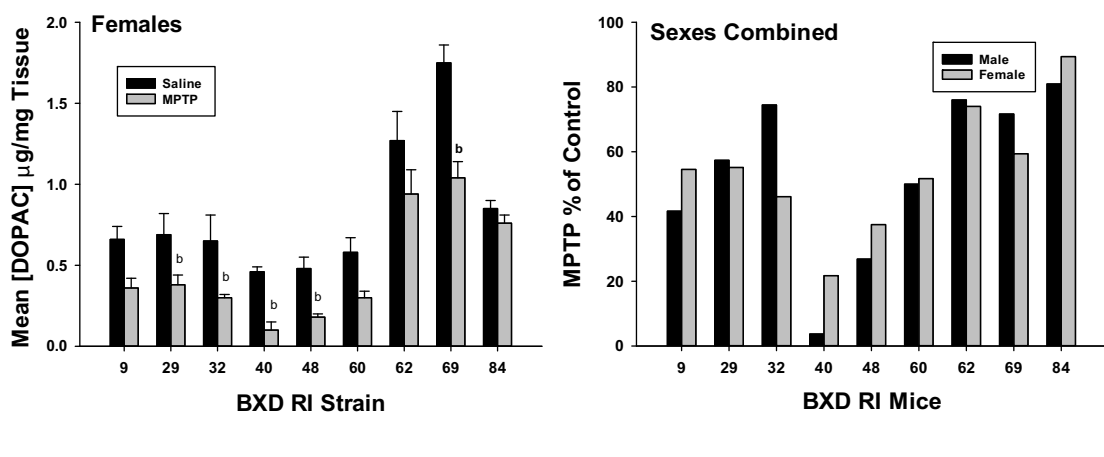 Females
Saline
MPTP
Mean [DOPAC] μg/mg Tissue
2.0
1.5
1.0
0.5
0.0
b
b
b
b
b
9 29 32 40 48 60 62 69 84
BXD RI Strain
Sexes Combined
Male
Female
MPTP % of Control
100
80
60
40
20
0
9 29 32 40 48 60 62 69 84
BXD RI Mice